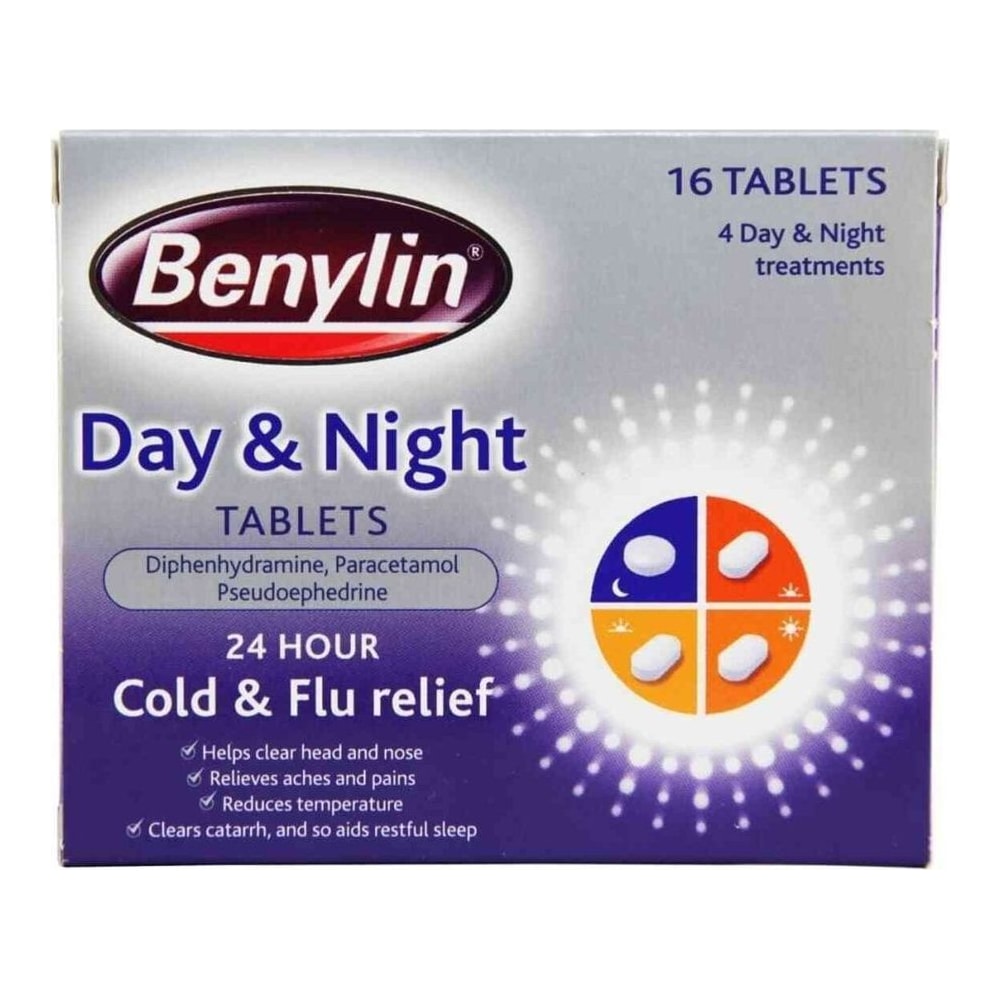 16 TABLETS
4 Day & Night
treatments
Benylin®
Day & Night
TABLETS
Diphenhydramine, Paracetamol
Pseudoephedrine
24 HOUR
Cold & Flu relief
Helps clear head and nose
Relieves aches and pains
Reduces temperature
Clears catarrh, and so aids restful sleep